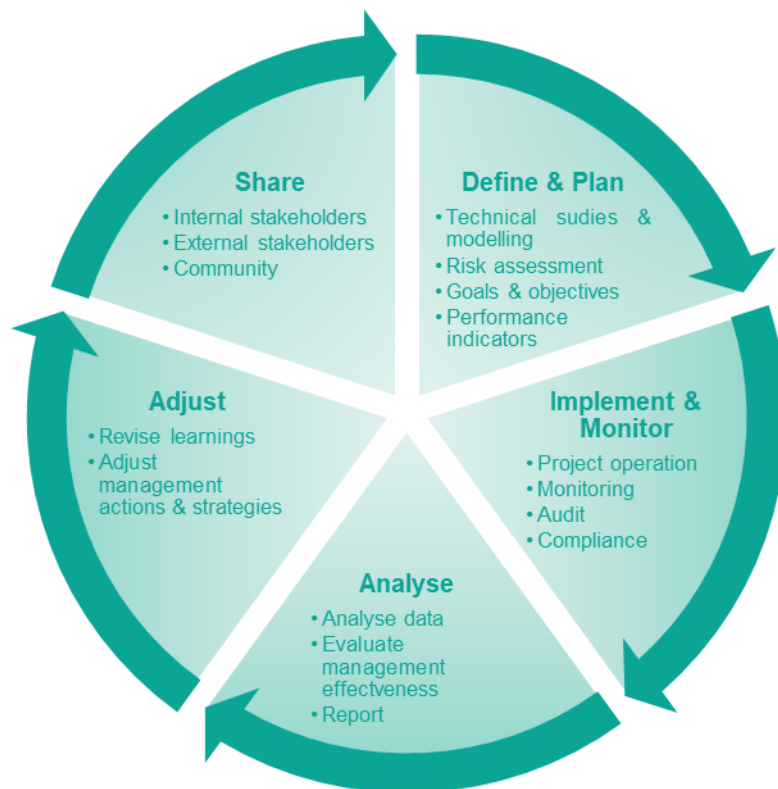 Share
• Internal stakeholders
• External stakeholders
• Community
Define & Plan
• Technical sudies &
modelling
• Risk assessment
• Goals & objectives
• Performance
indicators
Implement &
Monitor
• Project operation
• Monitoring
• Audit
• Compliance
Analyse
• Analyse data
• Evaluate
management
effectveness
• Report
Adjust
• Revise learnings
• Adjust
management
actions & strategies